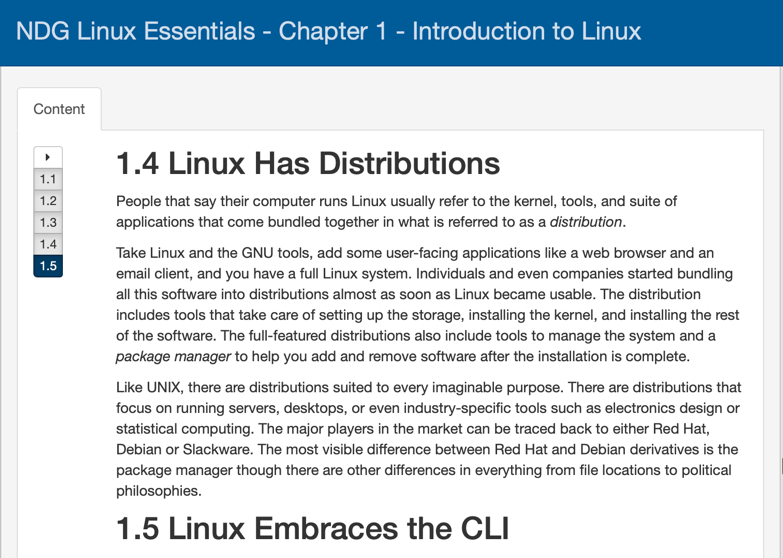 NDG Linux Essentials - Chapter 1 - Introduction to Linux
Content
1.1
1.2
1.3
1.4
1.5
1.4 Linux Has Distributions
People that say their computer runs Linux usually refer to the kernel, tools, and suite of
applications that come bundled together in what is referred to as a distribution.
Take Linux and the GNU tools, add some user-facing applications like a web browser and an
email client, and you have a full Linux system. Individuals and even companies started bundling
all this software into distributions almost as soon as Linux became usable. The distribution
includes tools that take care of setting up the storage, installing the kernel, and installing the rest
of the software. The full-featured distributions also include tools to manage the system and a
package manager to help you add and remove software after the installation is complete.
Like UNIX, there are distributions suited to every imaginable purpose. There are distributions that
focus on running servers, desktops, or even industry-specific tools such as electronics design or
statistical computing. The major players in the market can be traced back to either Red Hat,
Debian or Slackware. The most visible difference between Red Hat and Debian derivatives is the
package manager though there are other differences in everything from file locations to political
philosophies.
1.5 Linux Embraces the CLI